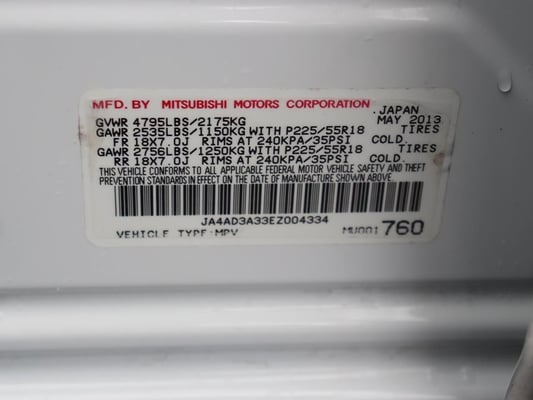 MFD. BY MITSUBISHI MOTORS CORPORATION JAPAN
GVWR 4795LBS/2175KG MAY 2013
GAWR 2535LBS/1150KG WITH P225/55R18 TIRES
FR 18X7.0J RIMS AT 240KPA/35PSI COLD.
GAWR 2756LBS/1250KG WITH P225/55R18 TIRES
RR 18X7.0J RIMS AT 240KPA/35PSI COLD.
THIS VEHICLE CONFORMS TO ALL APPLICABLE FEDERAL MOTOR VEHICLE SAFETY AND THEFT
PREVENTION STANDARDS IN EFFECT ON THE DATE OF MANUFACTURE SHOWN ABOVE.
JA4AD3A33EZ004334
VEHICLE TYPE:MPV MU001760